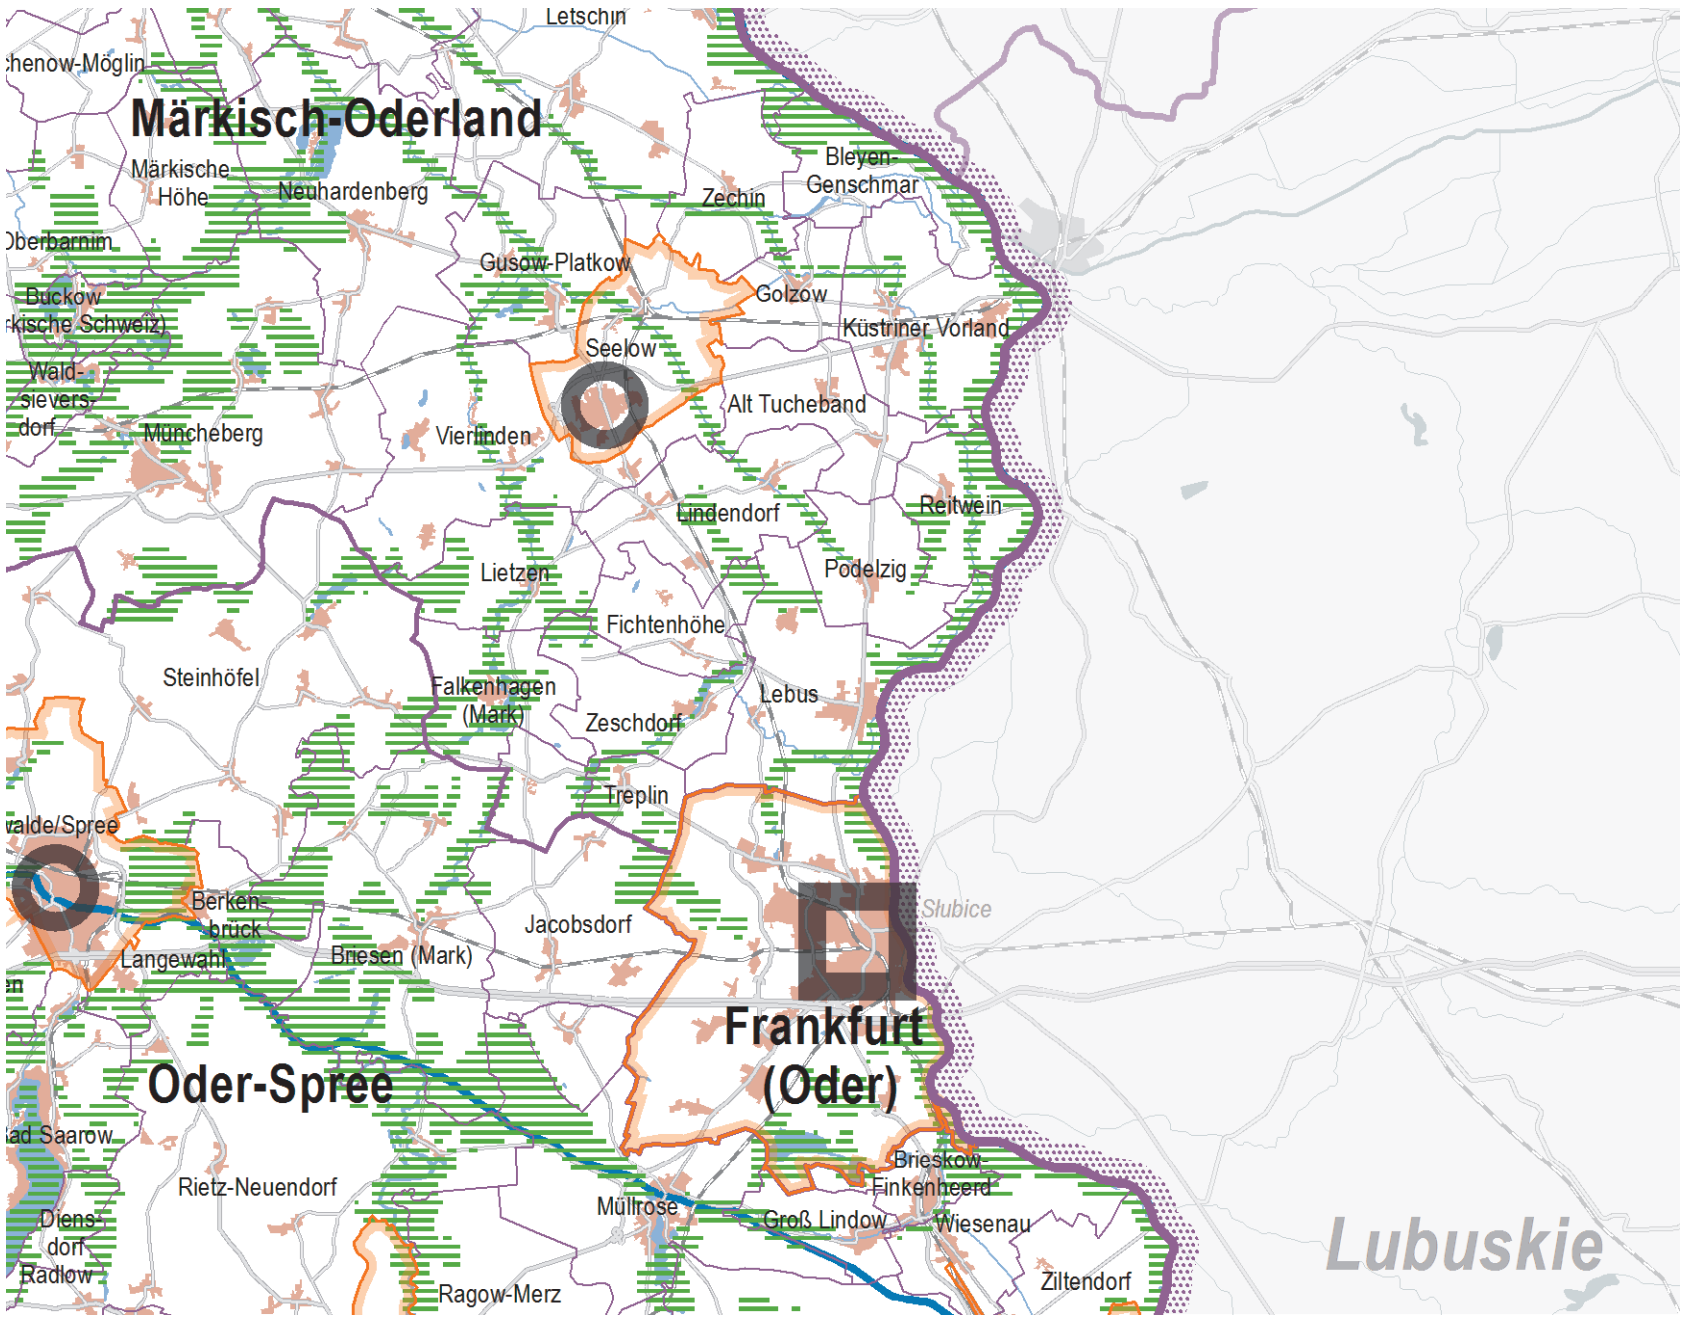 Letschin
chenow-Möglin
Märkisch-Oderland
Bleyen-
Genschmar
Märkische
Höhe
Neuhardenberg
Zechin
Oberbarnim
Gusow-Platkow
Golzow
Buckow
rkische Schweiz)
Küstriner Vorland
Seelow
Wald-
sievers-
dorf
Alt Tucheband
Müncheberg
Vierlinden
Reitwein
Lindendorf
Lietzen
Podelzig
Fichtenhöhe
Steinhöfel
Falkenhagen
(Mark)
Lebus
Zeschdorf
Treplin
walde/Spree
Berken-
brück
Słubice
Jacobsdorf
Langewahl
Briesen (Mark)
en
Frankfurt
(Oder)
Oder-Spree
Bad Saarow
Brieskow-
Finkenheerd
Rietz-Neuendorf
Müllrose
Groß Lindow
Wiesenau
Diens-
dorf
Radlow
Lubuskie
Ziltendorf
Ragow-Merz